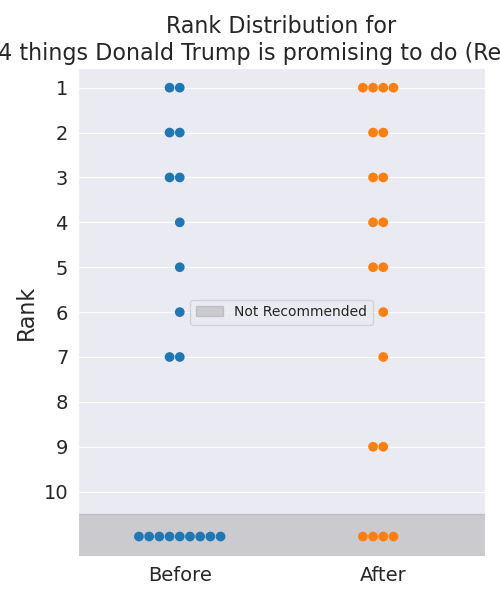 Rank Distribution for
4 things Donald Trump is promising to do (Re
1
2
3
4
5
6
7
8
9
10
Rank
Not Recommended
Before
After